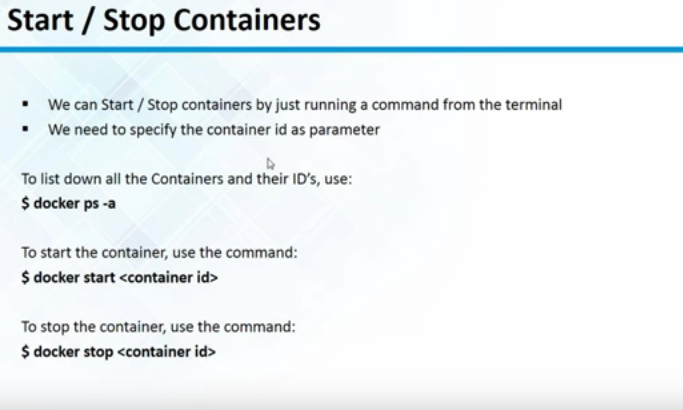 Start / Stop Containers
▪ We can Start / Stop containers by just running a command from the terminal
▪ We need to specify the container id as parameter
To list down all the Containers and their ID's, use:
$ docker ps -a
To start the container, use the command:
$ docker start <container id>
To stop the container, use the command:
$ docker stop <container id>